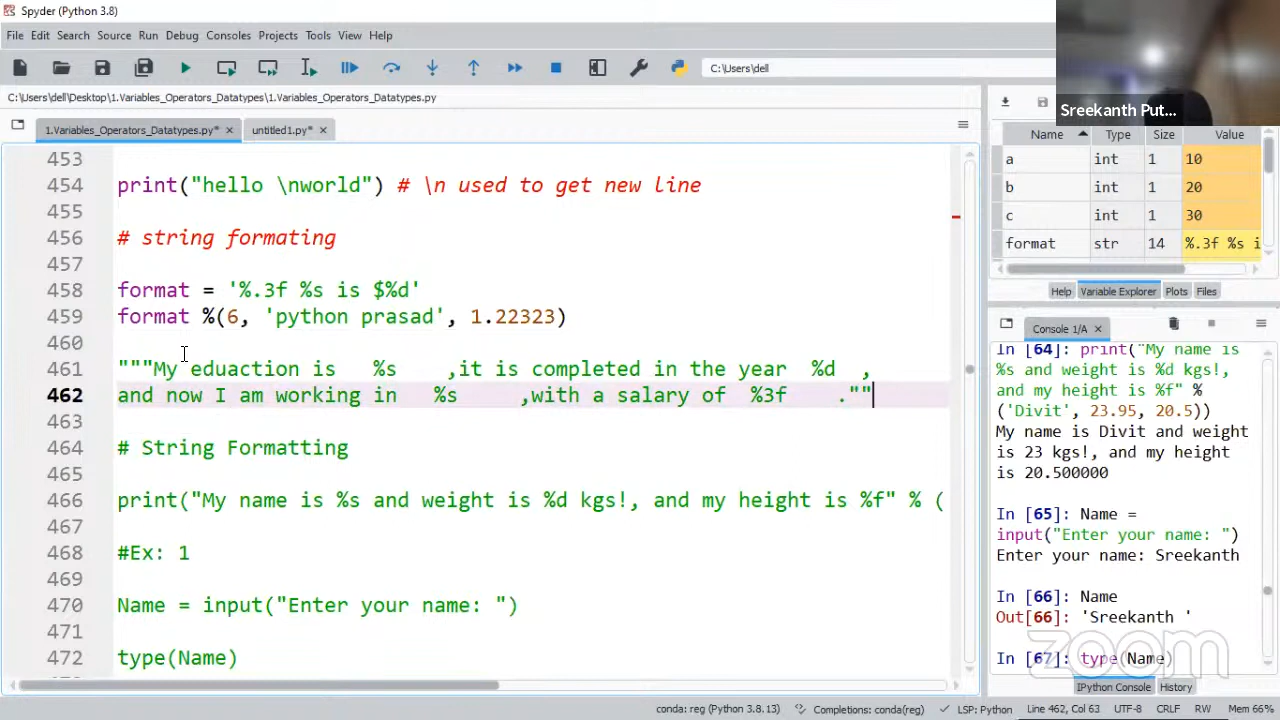 Spyder (Python 3.8)
File Edit Search Source Run Debug Consoles Projects Tools View Help
C:\Users\dell
C:\Users\dell\Desktop\1.Variables_Operators_Datatypes\1.Variables_Operators_Datatypes.py
1.Variables_Operators_Datatypes.py* untitled1.py*
453
454 print("hello \nworld") # \n used to get new line
455
456 # string formating
457
458 format = '%.3f %s is $%d'
459 format %(6, 'python prasad', 1.22323)
460
461 """My eduaction is %s ,it is completed in the year %d ,
462 and now I am working in %s ,with a salary of %3f .""
463
464 # String Formatting
465
466 print("My name is %s and weight is %d kgs!, and my height is %f" % (
467
468 #Ex: 1
469
470 Name = input("Enter your name: ")
471
472 type(Name)
Sreekanth Put...
Name Type Size Value
a int 1 10
b int 1 20
c int 1 30
format str 14 %.3f %s i
Help Variable Explorer Plots Files
Console 1/A
In [64]: print("My name is
%s and weight is %d kgs!,
and my height is %f" %
('Divit', 23.95, 20.5))
My name is Divit and weight
is 23 kgs!, and my height
is 20.500000
In [65]: Name =
input("Enter your name: ")
Enter your name: Sreekanth
In [66]: Name
Out[66]: 'Sreekanth '
In [67]: type(Name)
zoom
IPython Console History
conda: reg (Python 3.8.13) Completions: conda(reg) LSP: Python Line 462, Col 63 UTF-8 CRLF RW Mem 66%